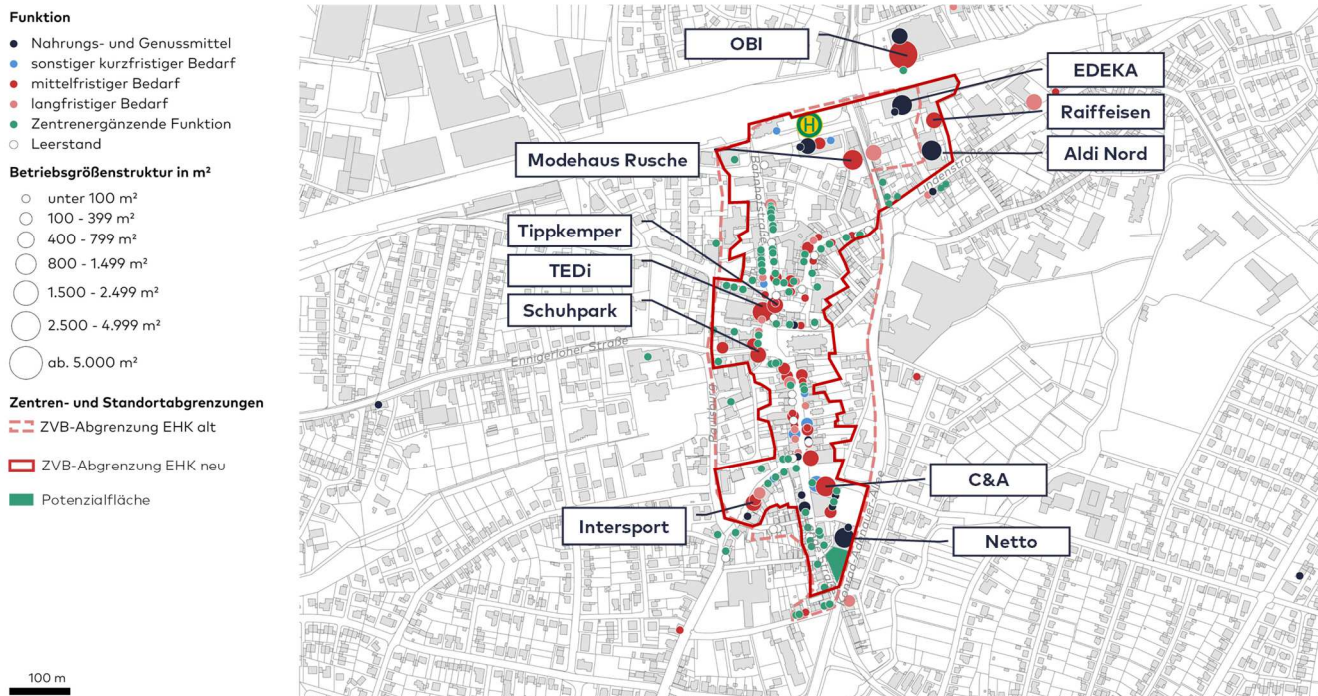 Funktion
Nahrungs- und Genussmittel
sonstiger kurzfristiger Bedarf
mittelfristiger Bedarf
langfristiger Bedarf
Zentrenergänzende Funktion
Leerstand
Betriebsgrößenstruktur in m²
unter 100 m²
100 - 399 m²
400 - 799 m²
800 - 1.499 m²
1.500 - 2.499 m²
2.500 - 4.999 m²
ab. 5.000 m²
Zentren- und Standortabgrenzungen
ZVB-Abgrenzung EHK alt
ZVB-Abgrenzung EHK neu
Potenzialfläche
100 m
OBI
EDEKA
Raiffeisen
Aldi Nord
H
Modehaus Rusche
Tippkemper
TEDi
Schuhpark
Ennigerloher Straße
C&A
Intersport
Netto